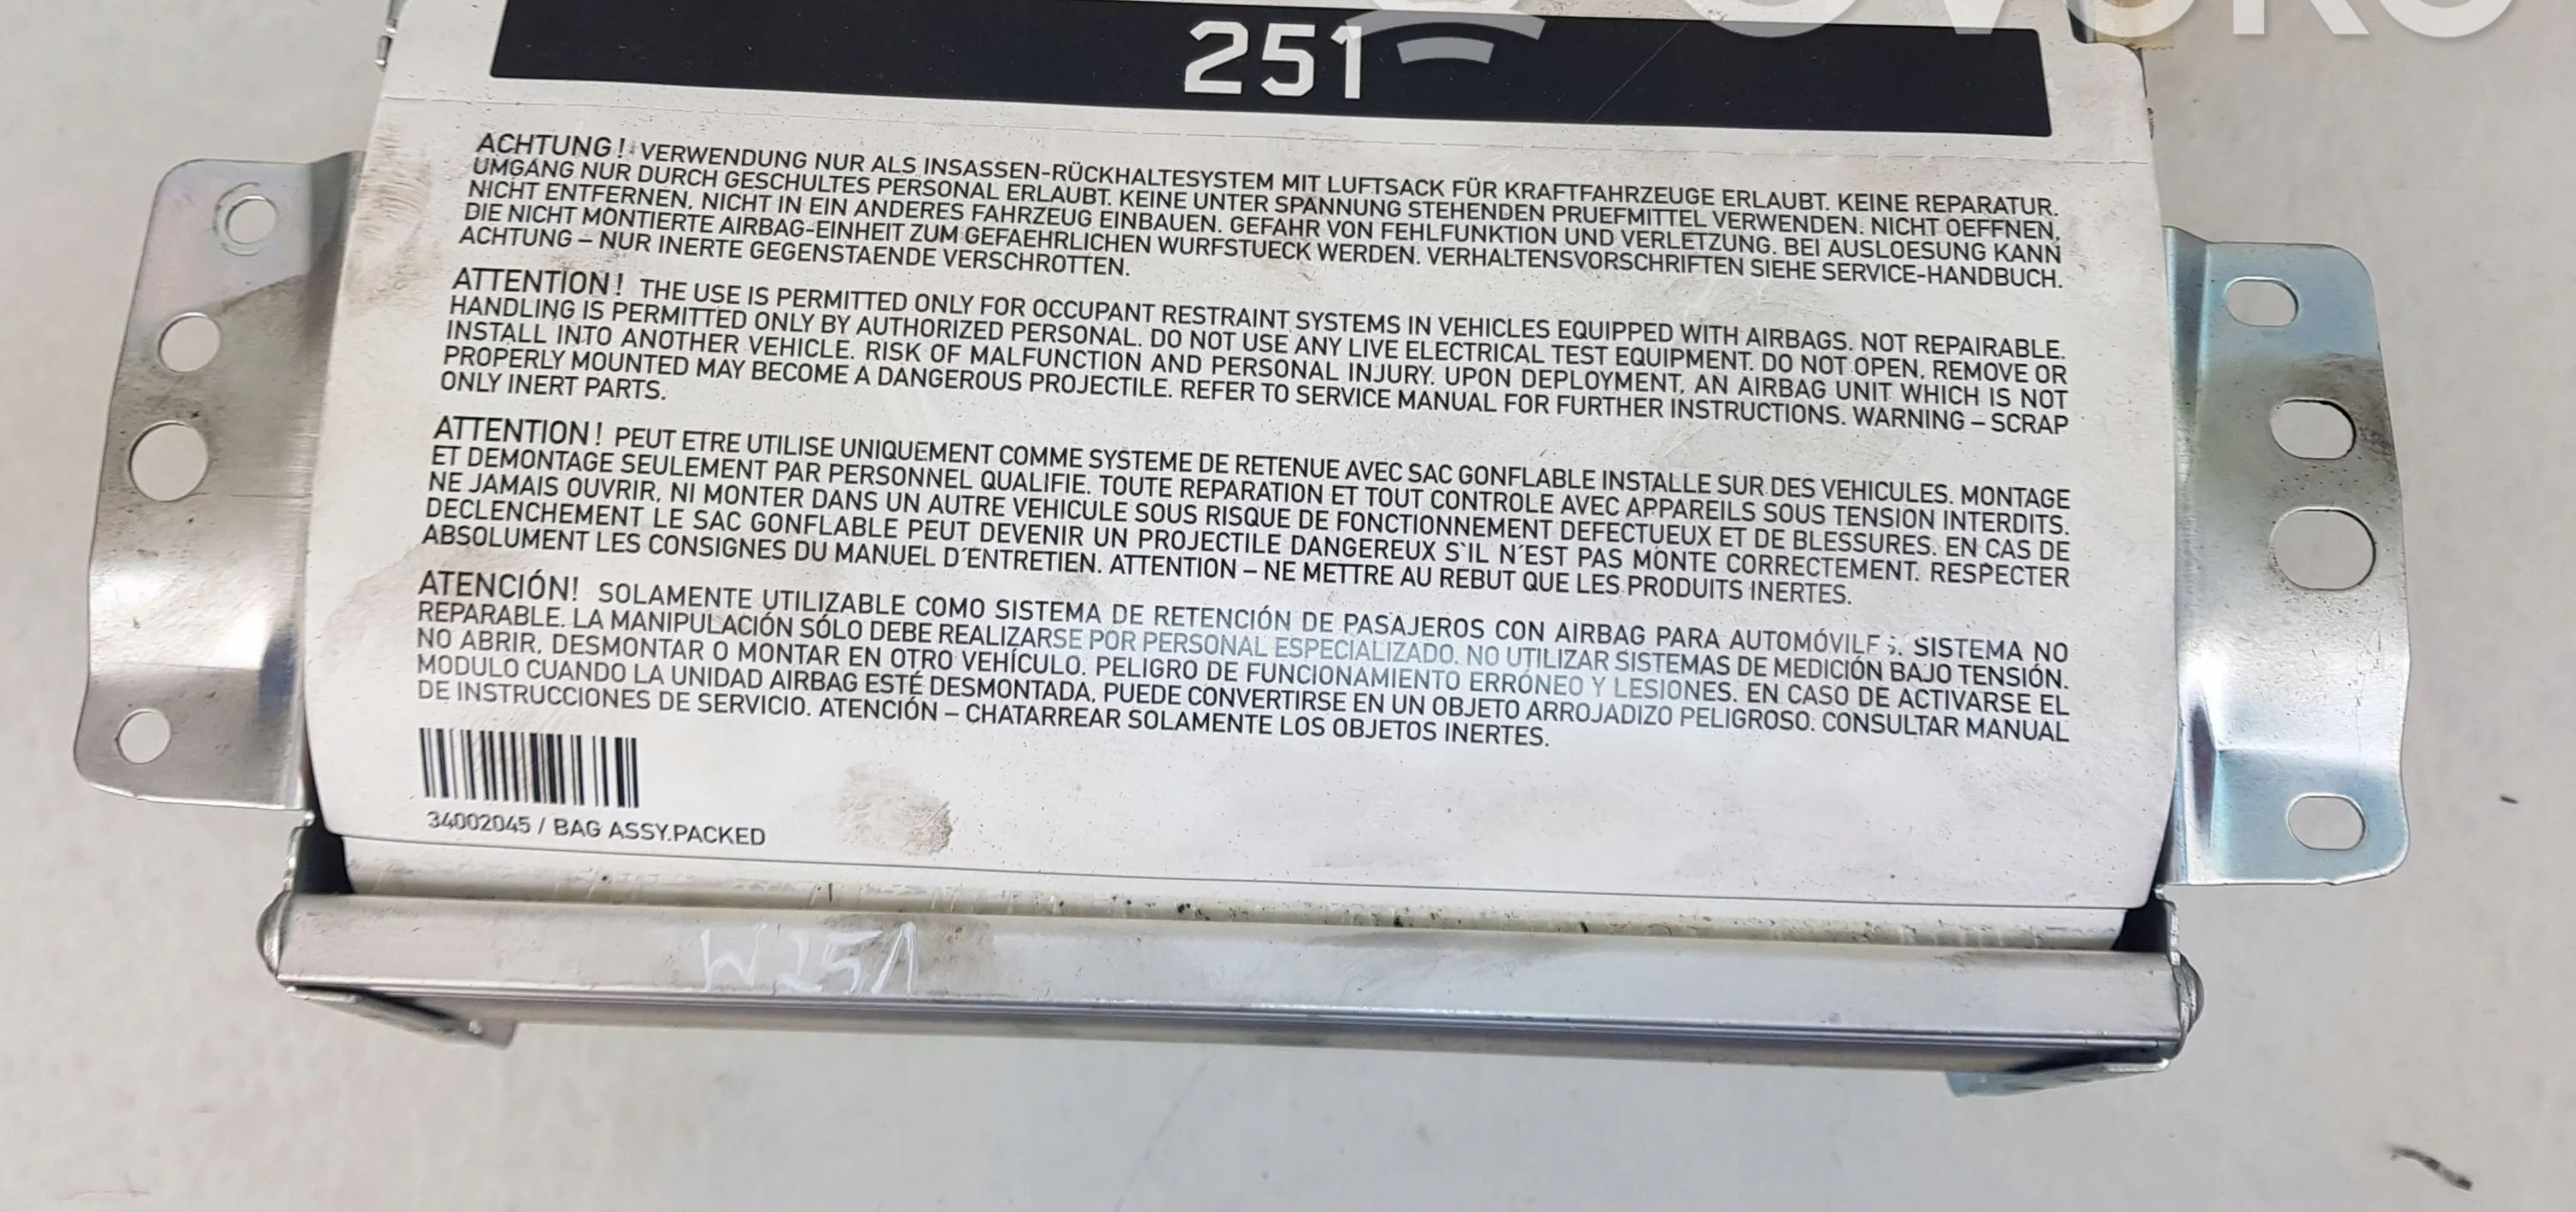 251
ACHTUNG! VERWENDUNG NUR ALS INSASSEN-RÜCKHALTESYSTEM MIT LUFTSACK FÜR KRAFTFAHRZEUGE ERLAUBT. KEINE REPARATUR.
UMGANG NUR DURCH GESCHULTES PERSONAL ERLAUBT. KEINE UNTER SPANNUNG STEHENDEN PRUEFMITTEL VERWENDEN. NICHT OEFFNEN,
NICHT ENTFERNEN, NICHT IN EIN ANDERES FAHRZEUG EINBAUEN. GEFAHR VON FEHLFUNKTION UND VERLETZUNG. BEI AUSLOESUNG KANN
DIE NICHT MONTIERTE AIRBAG-EINHEIT ZUM GEFAEHRLICHEN WURFSTUECK WERDEN. VERHALTENSVORSCHRIFTEN SIEHE SERVICE-HANDBUCH.
ACHTUNG – NUR INERTE GEGENSTAENDE VERSCHROTTEN.
ATTENTION! THE USE IS PERMITTED ONLY FOR OCCUPANT RESTRAINT SYSTEMS IN VEHICLES EQUIPPED WITH AIRBAGS. NOT REPAIRABLE.
HANDLING IS PERMITTED ONLY BY AUTHORIZED PERSONAL. DO NOT USE ANY LIVE ELECTRICAL TEST EQUIPMENT. DO NOT OPEN, REMOVE OR
INSTALL INTO ANOTHER VEHICLE. RISK OF MALFUNCTION AND PERSONAL INJURY. UPON DEPLOYMENT, AN AIRBAG UNIT WHICH IS NOT
PROPERLY MOUNTED MAY BECOME A DANGEROUS PROJECTILE. REFER TO SERVICE MANUAL FOR FURTHER INSTRUCTIONS. WARNING – SCRAP
ONLY INERT PARTS.
ATTENTION! PEUT ETRE UTILISE UNIQUEMENT COMME SYSTEME DE RETENUE AVEC SAC GONFLABLE INSTALLE SUR DES VEHICULES. MONTAGE
ET DEMONTAGE SEULEMENT PAR PERSONNEL QUALIFIE. TOUTE REPARATION ET TOUT CONTROLE AVEC APPAREILS SOUS TENSION INTERDITS.
NE JAMAIS OUVRIR, NI MONTER DANS UN AUTRE VEHICULE SOUS RISQUE DE FONCTIONNEMENT DEFECTUEUX ET DE BLESSURES. EN CAS DE
DECLENCHEMENT LE SAC GONFLABLE PEUT DEVENIR UN PROJECTILE DANGEREUX S'IL N'EST PAS MONTE CORRECTEMENT. RESPECTER
ABSOLUMENT LES CONSIGNES DU MANUEL D'ENTRETIEN. ATTENTION – NE METTRE AU REBUT QUE LES PRODUITS INERTES.
ATENCIÓN! SOLAMENTE UTILIZABLE COMO SISTEMA DE RETENCIÓN DE PASAJEROS CON AIRBAG PARA AUTOMÓVILES. SISTEMA NO
REPARABLE. LA MANIPULACIÓN SÓLO DEBE REALIZARSE POR PERSONAL ESPECIALIZADO. NO UTILIZAR SISTEMAS DE MEDICIÓN BAJO TENSIÓN.
NO ABRIR, DESMONTAR O MONTAR EN OTRO VEHÍCULO. PELIGRO DE FUNCIONAMIENTO ERRÓNEO Y LESIONES. EN CASO DE ACTIVARSE EL
MODULO CUANDO LA UNIDAD AIRBAG ESTÉ DESMONTADA, PUEDE CONVERTIRSE EN UN OBJETO ARROJADIZO PELIGROSO. CONSULTAR MANUAL
DE INSTRUCCIONES DE SERVICIO. ATENCIÓN – CHATARREAR SOLAMENTE LOS OBJETOS INERTES.
34002045 / BAG ASSY.PACKED
W251